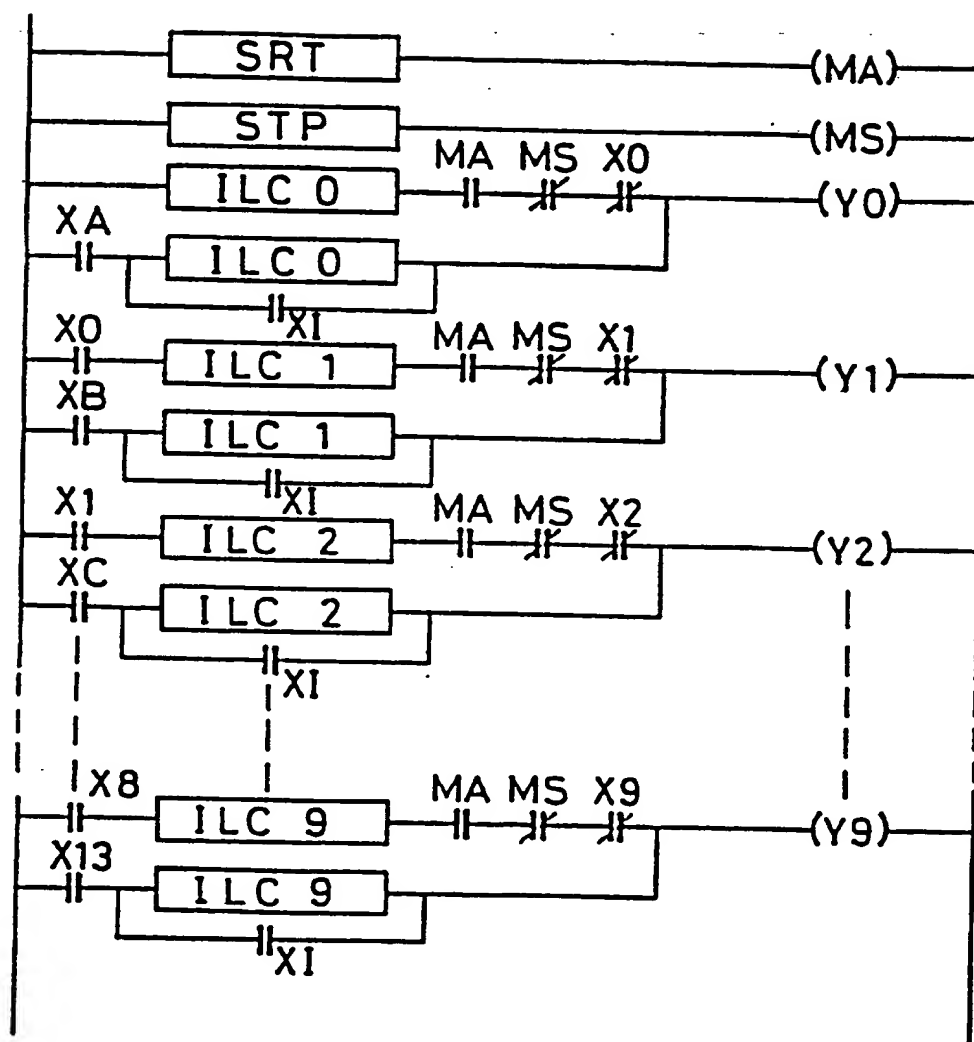 SRT (MA)
STP (MS)
MA MS X0
ILC 0 (Y0)
XA
ILC 0
XI
X0 MA MS X1
ILC 1 (Y1)
XB
ILC 1
XI
X1 MA MS X2
ILC 2 (Y2)
XC
ILC 2
XI
X8 MA MS X9
ILC 9 (Y9)
X13
ILC 9
XI